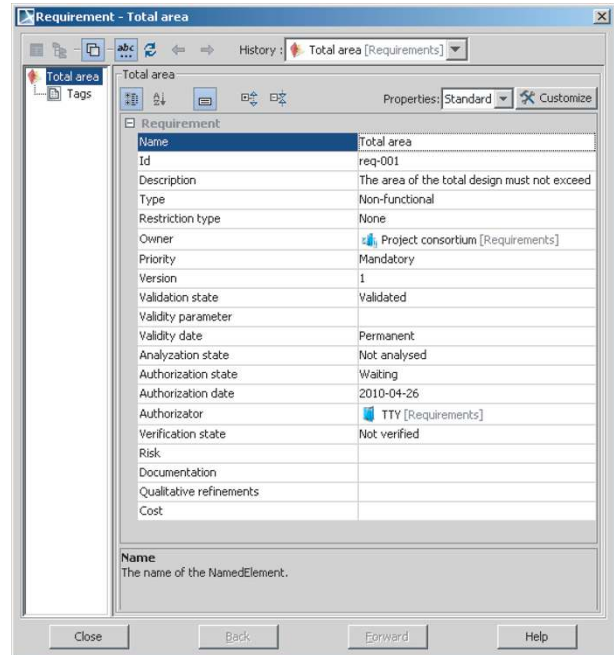 Requirement - Total area
abc History : Total area [Requirements]
Total area
Tags
Total area
Properties: Standard Customize
Requirement
Name Total area
Id req-001
Description The area of the total design must not exceed
Type Non-functional
Restriction type None
Owner Project consortium [Requirements]
Priority Mandatory
Version 1
Validation state Validated
Validity parameter
Validity date Permanent
Analyzation state Not analysed
Authorization state Waiting
Authorization date 2010-04-26
Authorizator TTY [Requirements]
Verification state Not verified
Risk
Documentation
Qualitative refinements
Cost
Name
The name of the NamedElement.
Close Back Forward Help